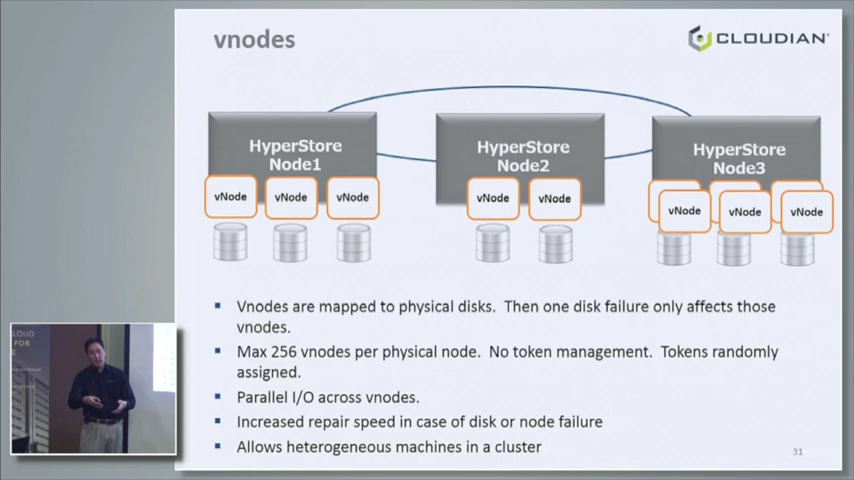 vnodes
CLOUDIAN
HyperStore
Node1
HyperStore
Node2
HyperStore
Node3
vNode
vNode
vNode
vNode
vNode
vNode
vNode
vNode
Vnodes are mapped to physical disks. Then one disk failure only affects those
vnodes.
Max 256 vnodes per physical node. No token management. Tokens randomly
assigned.
Parallel I/O across vnodes.
Increased repair speed in case of disk or node failure
Allows heterogeneous machines in a cluster
31
LOUD
FOR